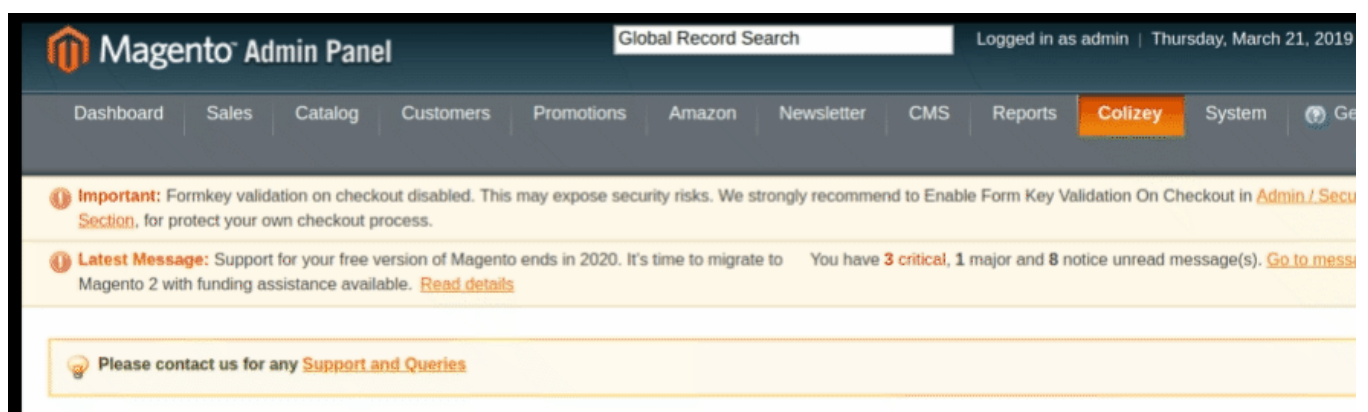 Magento Admin Panel
Global Record Search
Logged in as admin | Thursday, March 21, 2019
Dashboard Sales Catalog Customers Promotions Amazon Newsletter CMS Reports Colizey System Ge
Important: Formkey validation on checkout disabled. This may expose security risks. We strongly recommend to Enable Form Key Validation On Checkout in Admin / Secu
Section, for protect your own checkout process.
Latest Message: Support for your free version of Magento ends in 2020. It's time to migrate to You have 3 critical, 1 major and 8 notice unread message(s). Go to messa
Magento 2 with funding assistance available. Read details
Please contact us for any Support and Queries